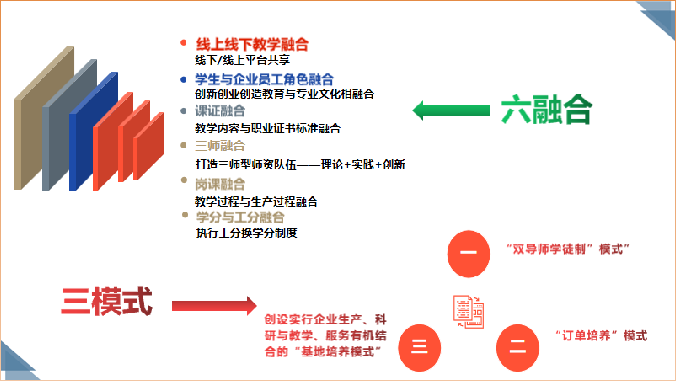 线上线下教学融合
线下/线上平台共享
学生与企业员工角色融合
创新创业创造教育与专业文化相融合
课证融合
教学内容与职业证书标准融合
三师融合
打造三师型师资队伍——理论+实践+创新
岗课融合
教学过程与生产过程融合
学分与工分融合
执行工分换学分制度
六融合
三模式
一
“双导师学徒制”模式”
二
“订单培养”模式
三
创设实行企业生产、科
研与教学、服务有机结
合的“基地培养模式”